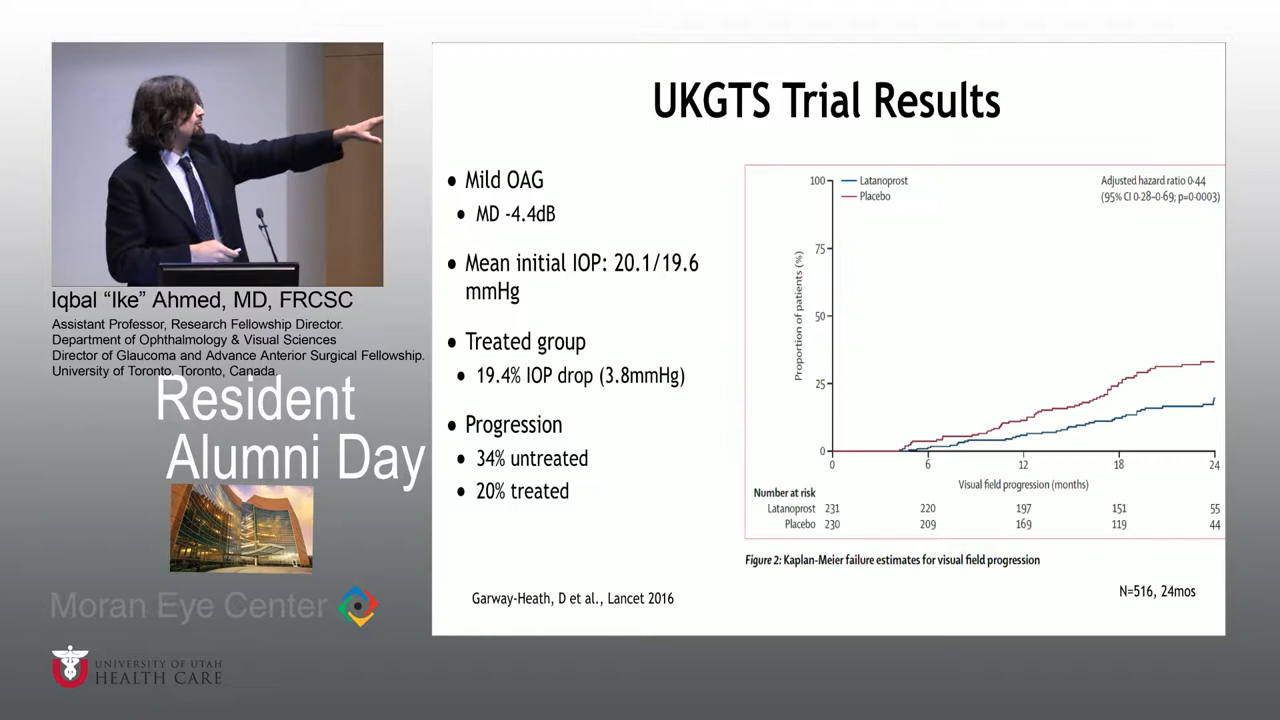 Iqbal “Ike” Ahmed, MD, FRCSC
Assistant Professor, Research Fellowship Director.
Department of Ophthalmology & Visual Sciences
Director of Glaucoma and Advance Anterior Surgical Fellowship.
University of Toronto, Toronto, Canada.
Resident
Alumni Day
Moran Eye Center
U
UNIVERSITY OF UTAH
HEALTH CARE
UKGTS Trial Results
• Mild OAG
• MD -4.4dB
• Mean initial IOP: 20.1/19.6
mmHg
• Treated group
• 19.4% IOP drop (3.8mmHg)
• Progression
• 34% untreated
• 20% treated
Garway-Heath, D et al., Lancet 2016
Latanoprost
Placebo
Adjusted hazard ratio 0·44
(95% CI 0·28–0·69; p=0·0003)
Proportion of patients (%)
100
75
50
25
0
0 6 12 18 24
Visual field progression (months)
Number at risk
Latanoprost 231 220 197 151 55
Placebo 230 209 169 119 44
Figure 2: Kaplan-Meier failure estimates for visual field progression
N=516, 24mos